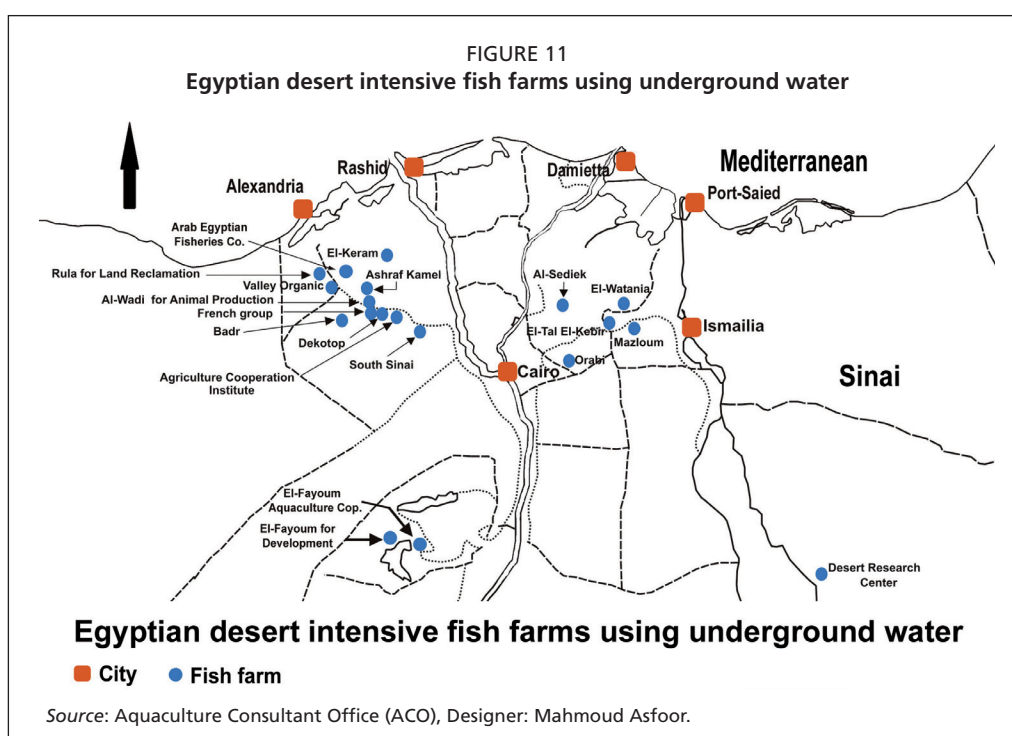 FIGURE 11
Egyptian desert intensive fish farms using underground water
Mediterranean
Rashid
Damietta
Alexandria
Port-Saied
Arab Egyptian
Fisheries Co.
El-Keram
Rula for Land Reclamation
Ashraf Kamel
Valley Organic
Al-Sediek
El-Watania
Al-Wadi for Animal Production
French group
Badr
El-Tal El-Kebir
Ismailia
Dekotop
Mazloum
South Sinai
Orabi
Agriculture Cooperation
Institute
Cairo
Sinai
El-Fayoum
Aquaculture Cop.
El-Fayoum for
Development
Desert Research
Center
Egyptian desert intensive fish farms using underground water
City
Fish farm
Source: Aquaculture Consultant Office (ACO), Designer: Mahmoud Asfoor.